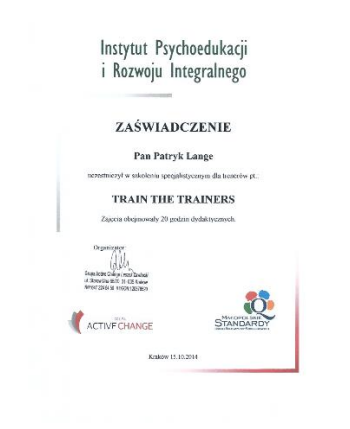 Instytut Psychoedukacji
i Rozwoju Integralnego
ZAŚWIADCZENIE
Pan Patryk Lange
uczestniczył w szkoleniu specjalistycznym dla trenerów pt.:
TRAIN THE TRAINERS
Zajęcia obejmowały 20 godzin dydaktycznych.
Organizator:
ACTIVE CHANGE
STANDARDY
Kraków 15.10.2014